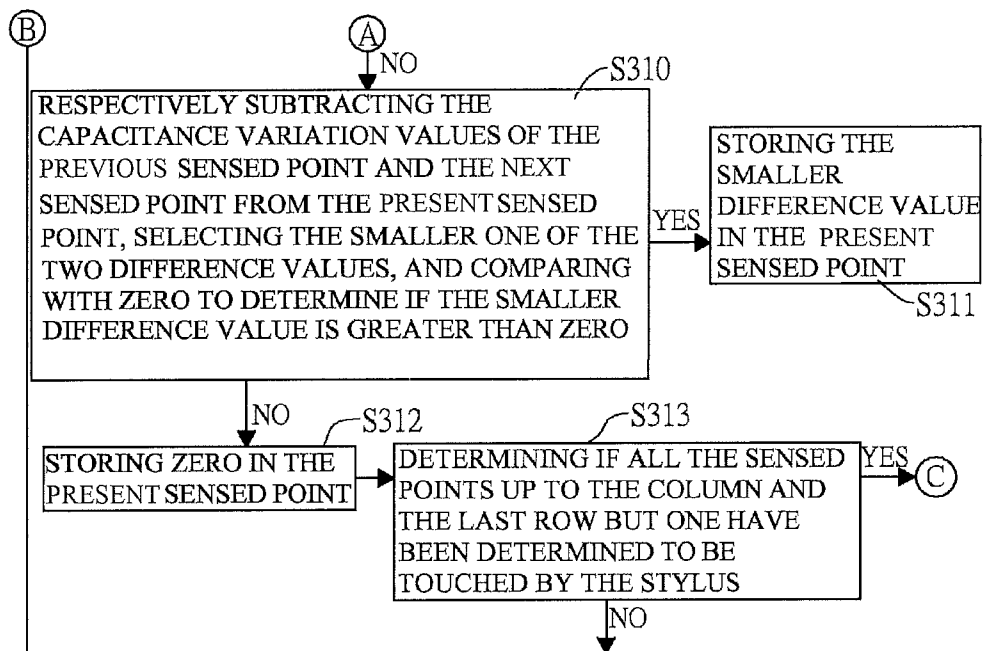 B
A
NO
S310
RESPECTIVELY SUBTRACTING THE
CAPACITANCE VARIATION VALUES OF THE
PREVIOUS SENSED POINT AND THE NEXT
SENSED POINT FROM THE PRESENT SENSED
POINT, SELECTING THE SMALLER ONE OF THE
TWO DIFFERENCE VALUES, AND COMPARING
WITH ZERO TO DETERMINE IF THE SMALLER
DIFFERENCE VALUE IS GREATER THAN ZERO
YES
STORING THE
SMALLER
DIFFERENCE VALUE
IN THE PRESENT
SENSED POINT
S311
NO
S312
STORING ZERO IN THE
PRESENT SENSED POINT
S313
DETERMINING IF ALL THE SENSED
POINTS UP TO THE COLUMN AND
THE LAST ROW BUT ONE HAVE
BEEN DETERMINED TO BE
TOUCHED BY THE STYLUS
YES
C
NO